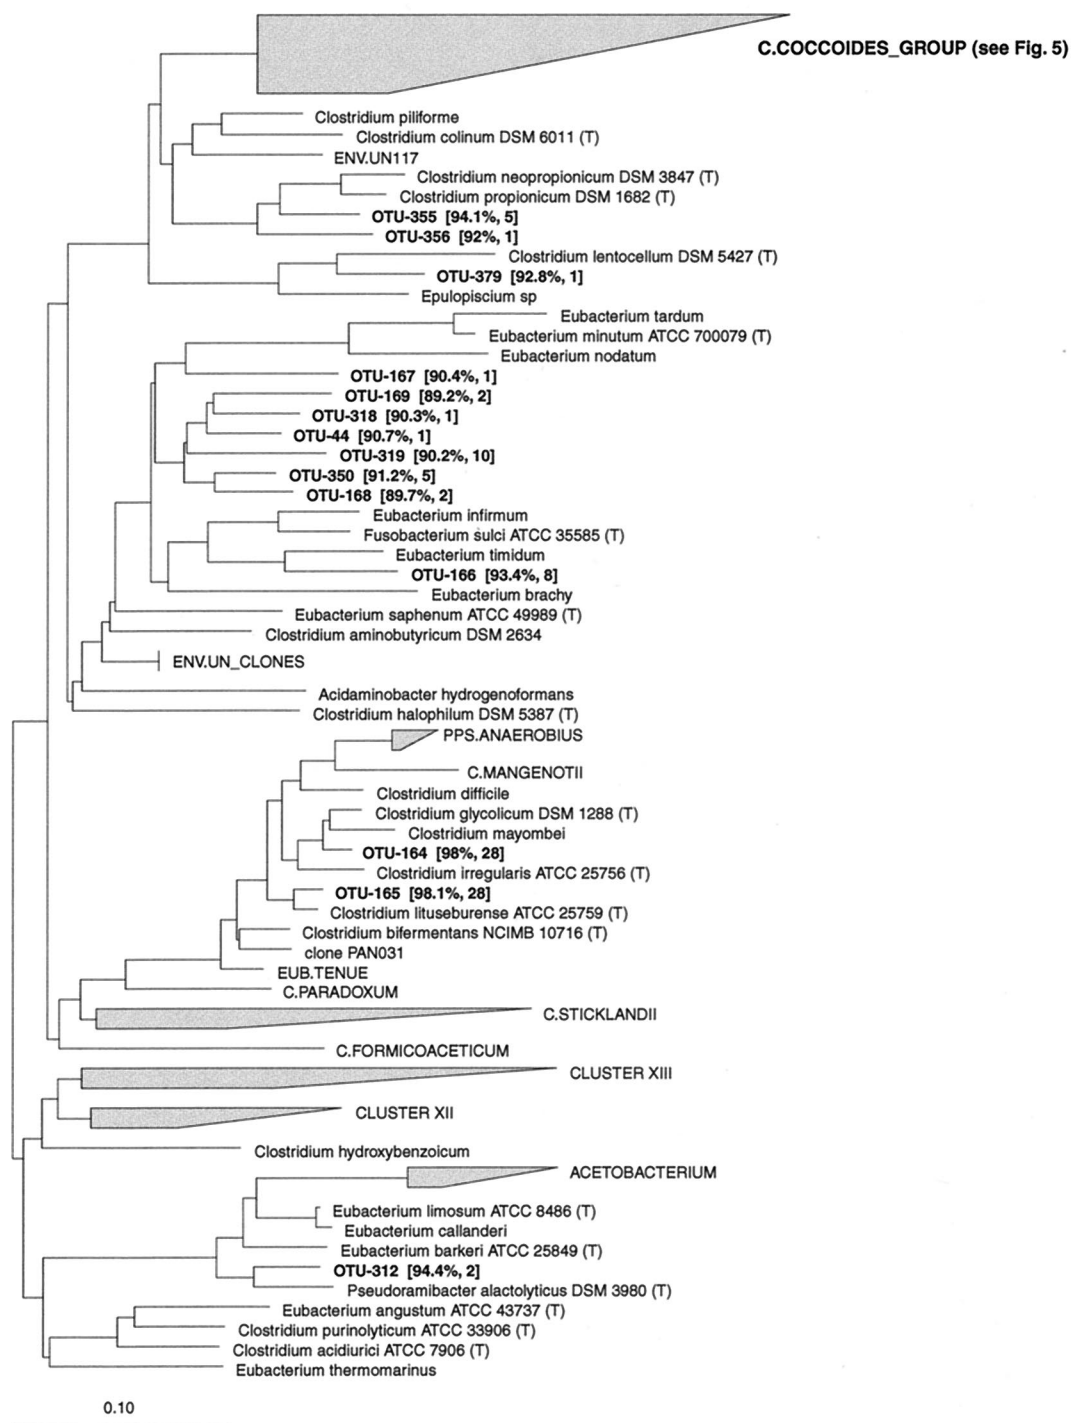 C.COCCOIDES_GROUP (see Fig. 5)
Clostridium piliforme
Clostridium colinum DSM 6011 (T)
ENV.UN117
Clostridium neopropionicum DSM 3847 (T)
Clostridium propionicum DSM 1682 (T)
OTU-355 [94.1%, 5]
OTU-356 [92%, 1]
Clostridium lentocellum DSM 5427 (T)
OTU-379 [92.8%, 1]
Epulopiscium sp
Eubacterium tardum
Eubacterium minutum ATCC 700079 (T)
Eubacterium nodatum
OTU-167 [90.4%, 1]
OTU-169 [89.2%, 2]
OTU-318 [90.3%, 1]
OTU-44 [90.7%, 1]
OTU-319 [90.2%, 10]
OTU-350 [91.2%, 5]
OTU-168 [89.7%, 2]
Eubacterium infirmum
Fusobacterium sulci ATCC 35585 (T)
Eubacterium timidum
OTU-166 [93.4%, 8]
Eubacterium brachy
Eubacterium saphenum ATCC 49989 (T)
Clostridium aminobutyricum DSM 2634
ENV.UN_CLONES
Acidaminobacter hydrogenoformans
Clostridium halophilum DSM 5387 (T)
PPS.ANAEROBIUS
C.MANGENOTII
Clostridium difficile
Clostridium glycolicum DSM 1288 (T)
Clostridium mayombei
OTU-164 [98%, 28]
Clostridium irregularis ATCC 25756 (T)
OTU-165 [98.1%, 28]
Clostridium lituseburense ATCC 25759 (T)
Clostridium bifermentans NCIMB 10716 (T)
clone PAN031
EUB.TENUE
C.PARADOXUM
C.STICKLANDII
C.FORMICOACETICUM
CLUSTER XIII
CLUSTER XII
Clostridium hydroxybenzoicum
ACETOBACTERIUM
Eubacterium limosum ATCC 8486 (T)
Eubacterium callanderi
Eubacterium barkeri ATCC 25849 (T)
OTU-312 [94.4%, 2]
Pseudoramibacter alactolyticus DSM 3980 (T)
Eubacterium angustum ATCC 43737 (T)
Clostridium purinolyticum ATCC 33906 (T)
Clostridium acidiurici ATCC 7906 (T)
Eubacterium thermomarinus
0.10